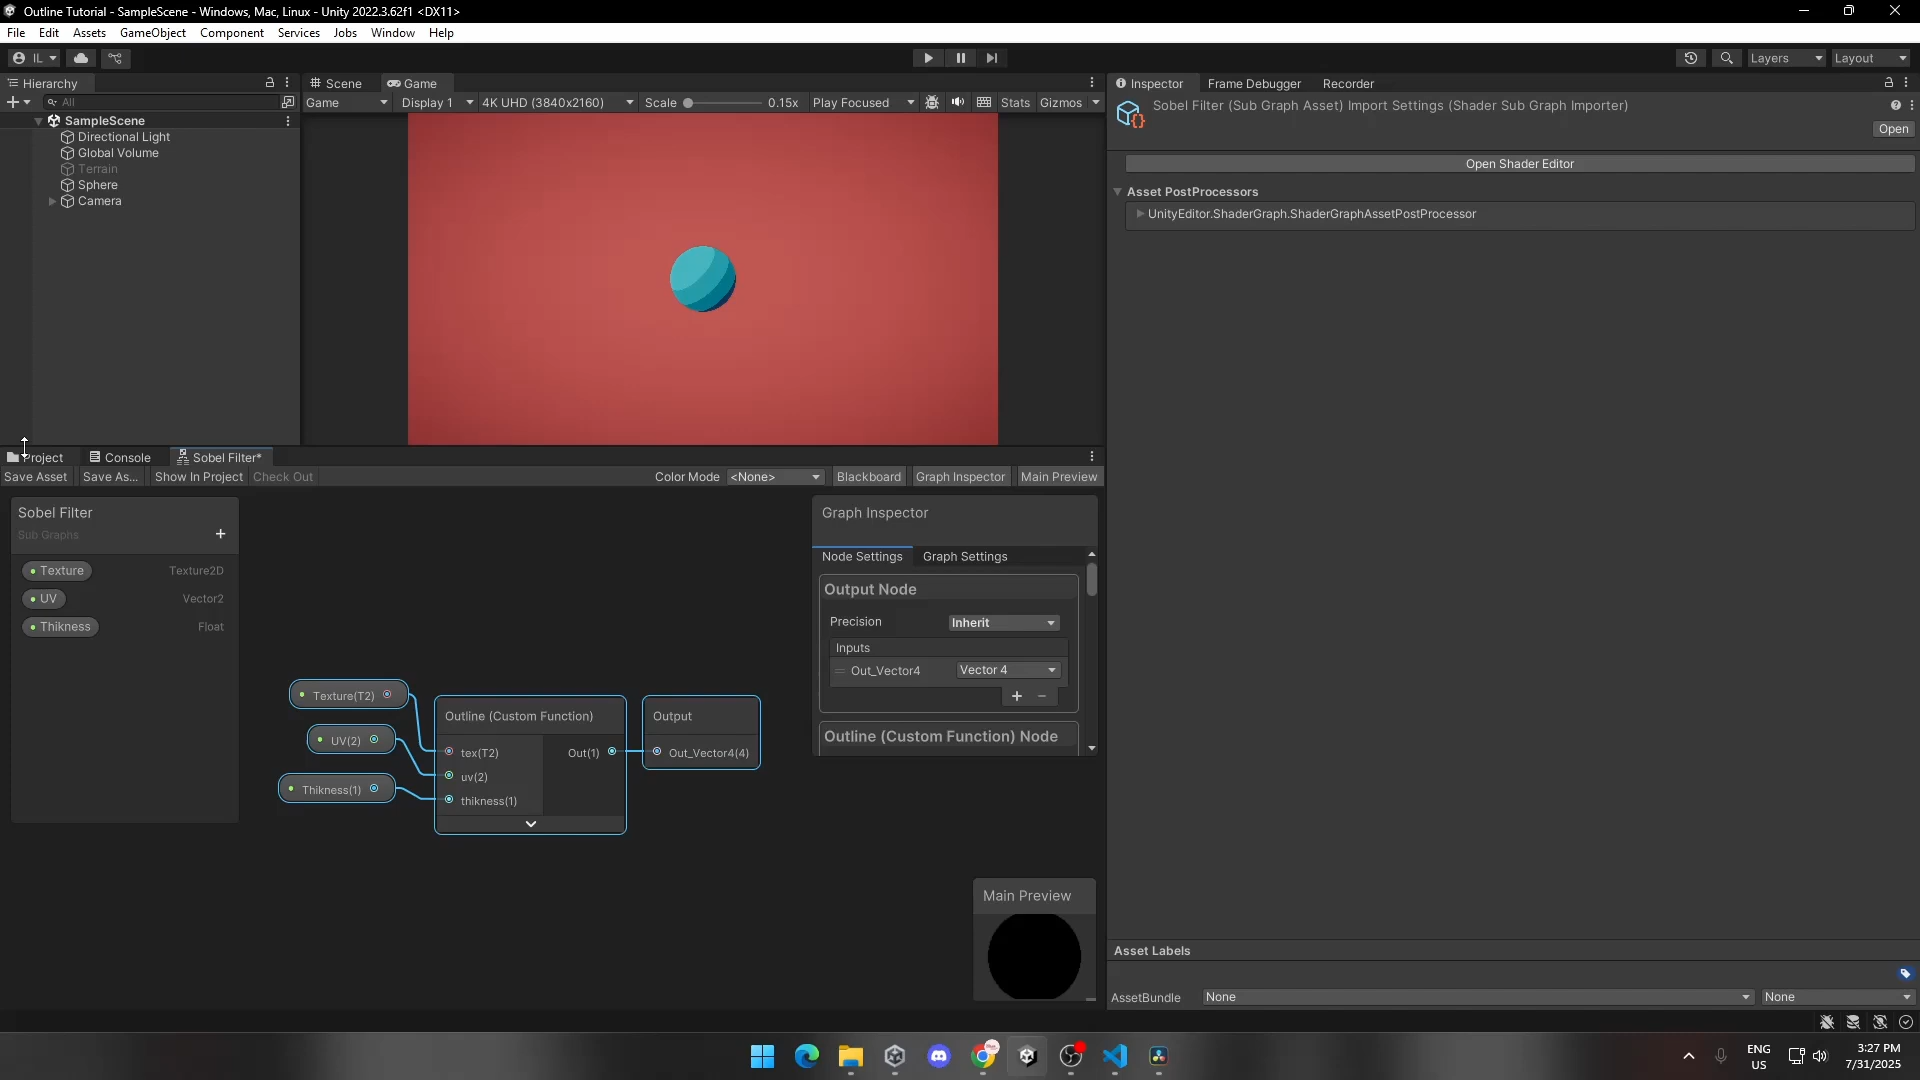 Outline Tutorial - SampleScene - Windows, Mac, Linux - Unity 2022.3.62f1 <DX11>
File Edit Assets GameObject Component Services Jobs Window Help
IL Layers Layout
Hierarchy Scene Game Inspector Frame Debugger Recorder
All Game Display 1 4K UHD (3840x2160) Scale 0.15x Play Focused Stats Gizmos
Sobel Filter (Sub Graph Asset) Import Settings (Shader Sub Graph Importer)
Open
SampleScene
Directional Light
Global Volume
Terrain
Sphere
Camera
Open Shader Editor
Asset PostProcessors
UnityEditor.ShaderGraph.ShaderGraphAssetPostProcessor
Project Console Sobel Filter*
Save Asset Save As... Show In Project Check Out Color Mode <None> Blackboard Graph Inspector Main Preview
Sobel Filter
Sub Graphs
Texture Texture2D
UV Vector2
Thikness Float
Texture(T2)
UV(2)
Thikness(1)
Outline (Custom Function)
tex(T2) Out(1)
uv(2)
thikness(1)
Output
Out_Vector4(4)
Graph Inspector
Node Settings Graph Settings
Output Node
Precision Inherit
Inputs
Out_Vector4 Vector 4
Outline (Custom Function) Node
Main Preview
Asset Labels
AssetBundle None None
ENG
US
3:27 PM
7/31/2025